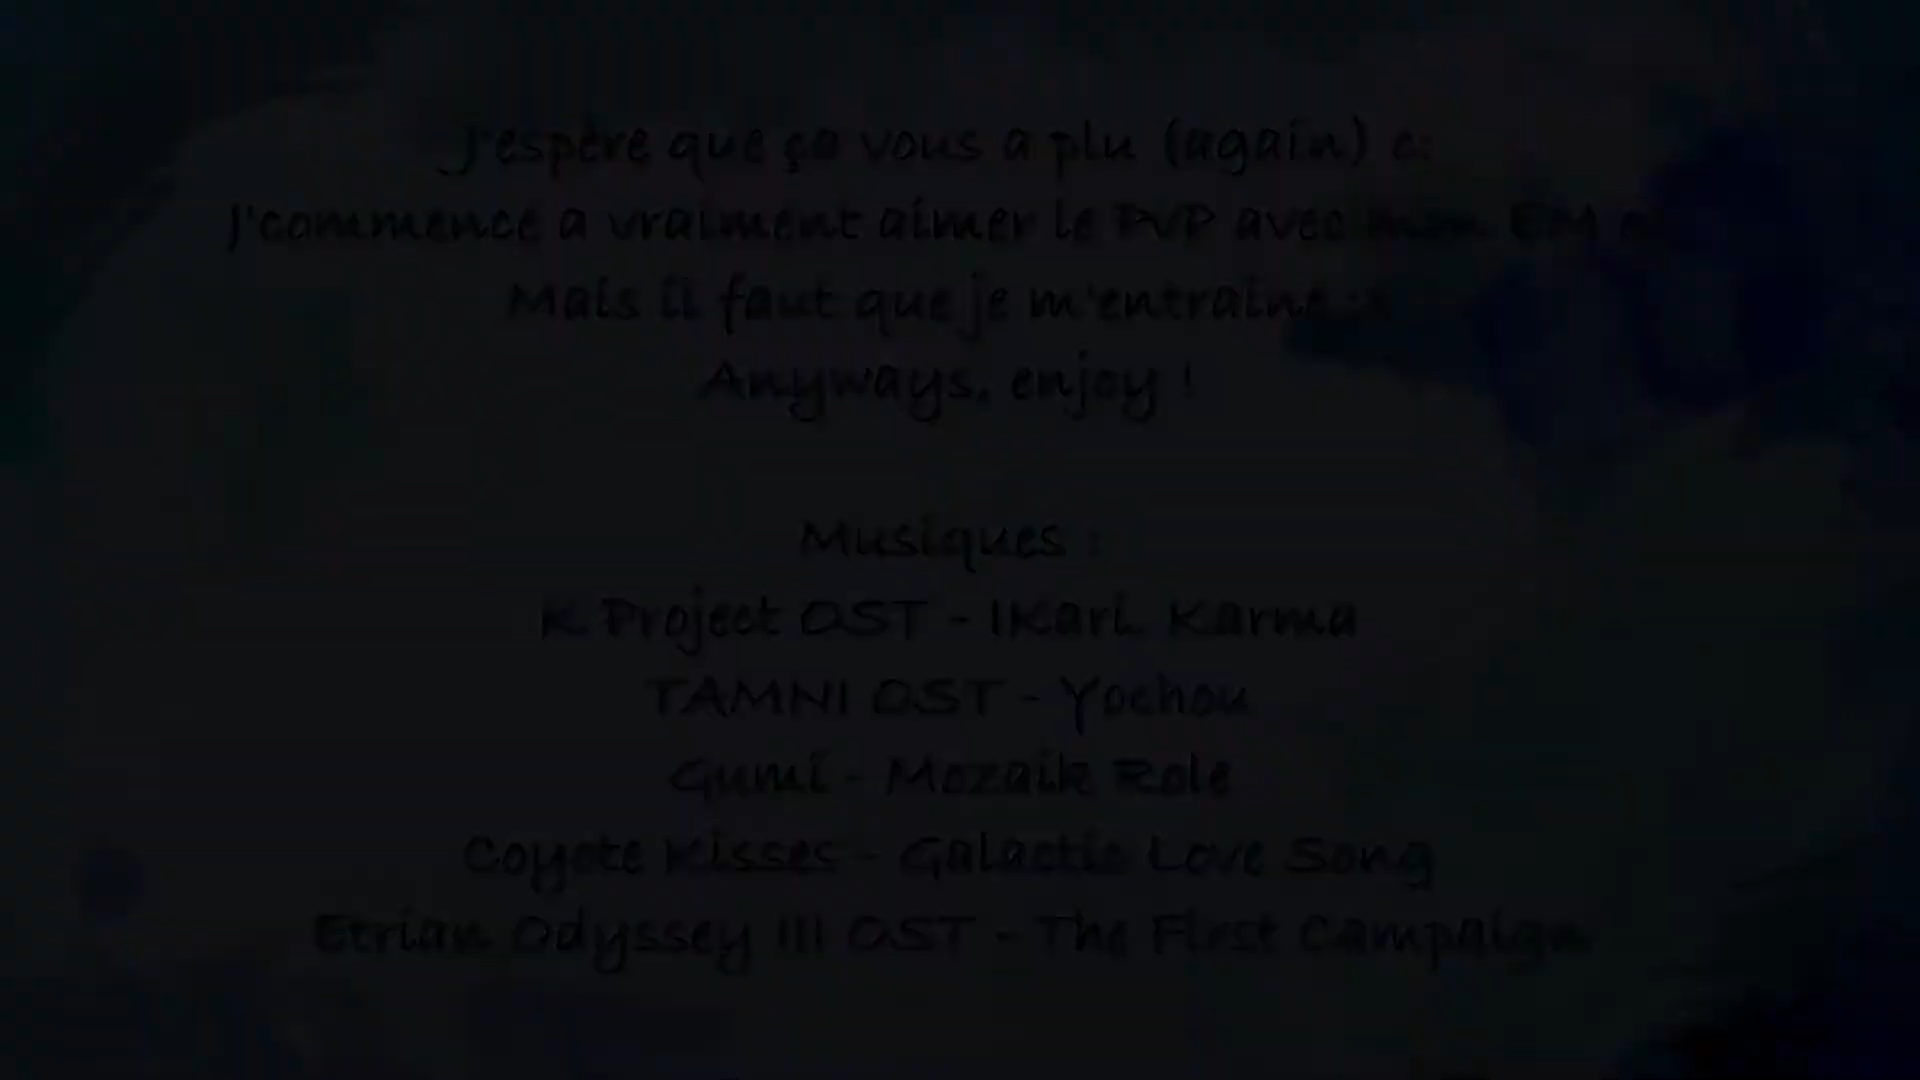 J'espère que ça vous a plu (again) c:
J'commence a vraiment aimer le PvP avec mon EM
Mais il faut que je m'entraine :x
Anyways, enjoy !
Musiques :
K Project OST - IKari, Karma
TAMNI OST - Yochou
Gumi - Mozaik Role
Coyote Kisses - Galactic Love Song
Etrian Odyssey III OST - The First Campaign